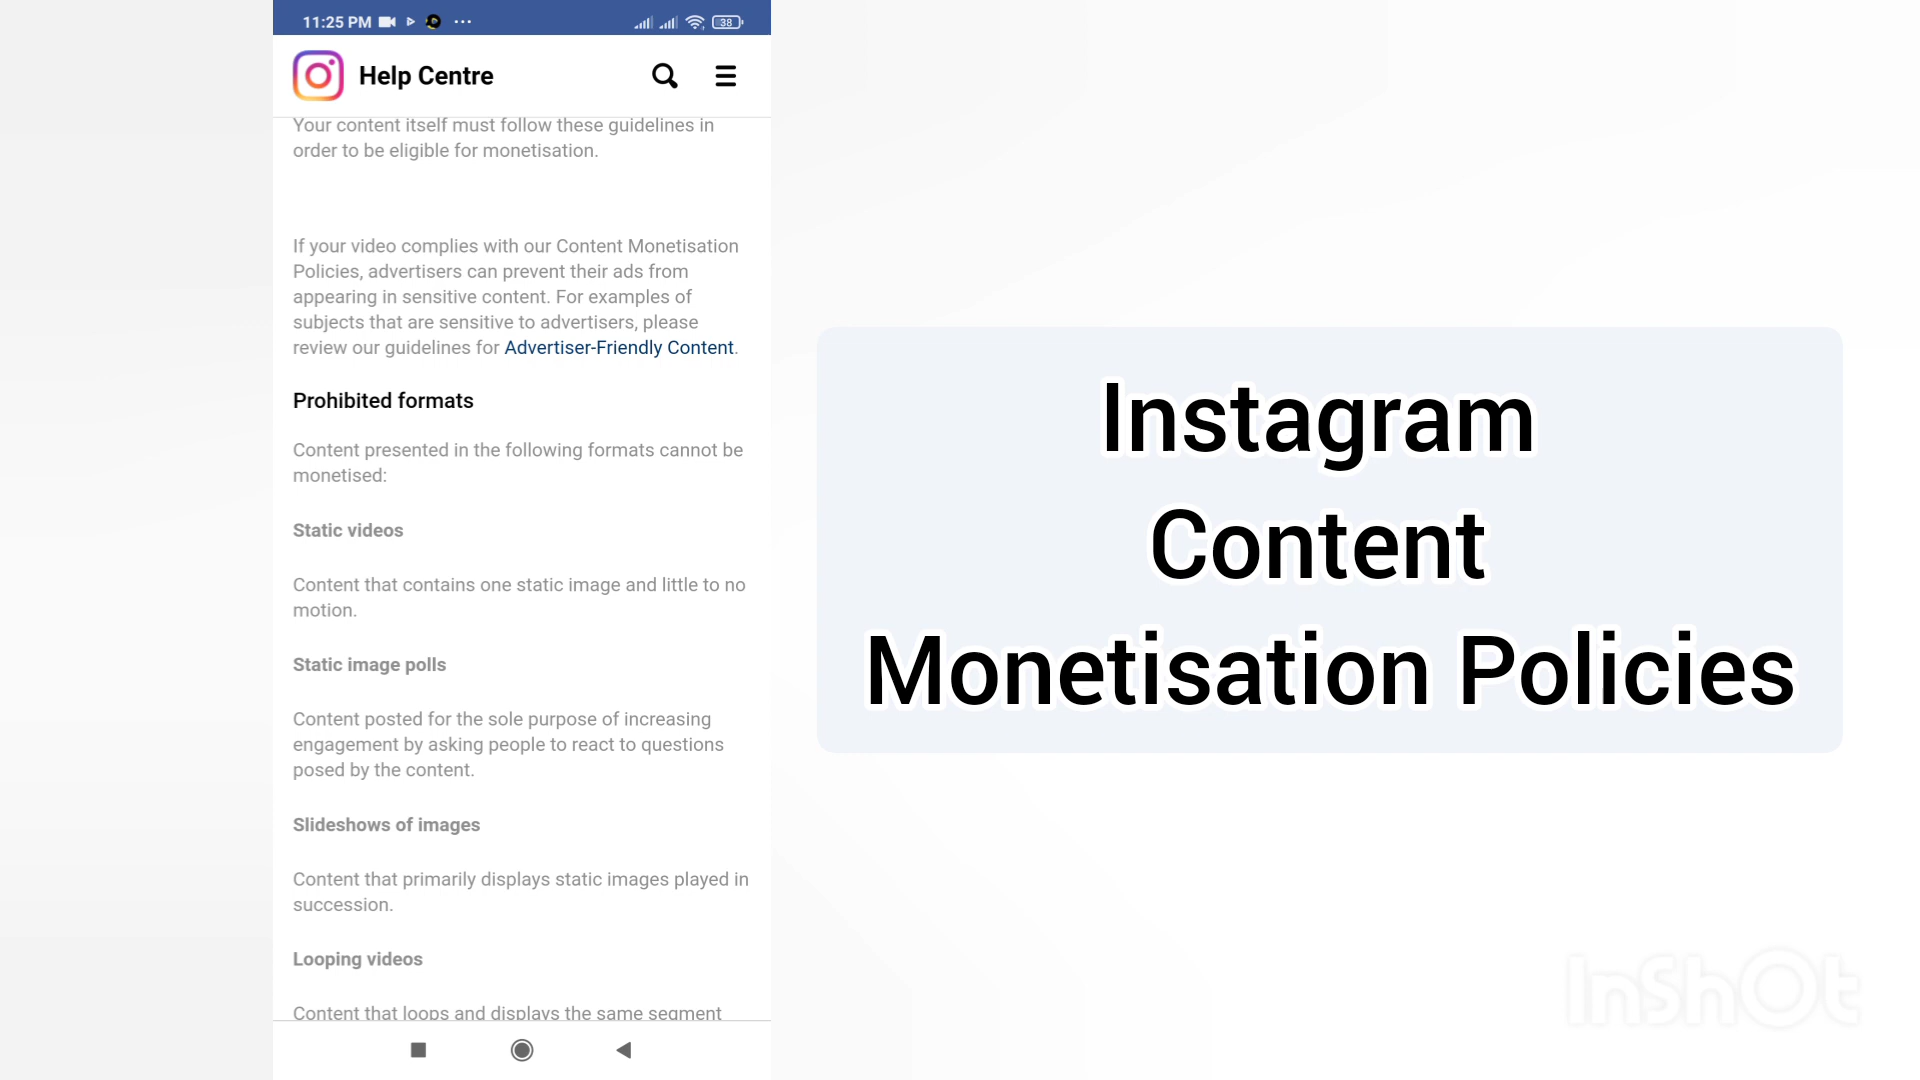 11:25 PM
38
Help Centre
Your content itself must follow these guidelines in
order to be eligible for monetisation.
If your video complies with our Content Monetisation
Policies, advertisers can prevent their ads from
appearing in sensitive content. For examples of
subjects that are sensitive to advertisers, please
review our guidelines for Advertiser-Friendly Content.
Prohibited formats
Content presented in the following formats cannot be
monetised:
Static videos
Content that contains one static image and little to no
motion.
Static image polls
Content posted for the sole purpose of increasing
engagement by asking people to react to questions
posed by the content.
Slideshows of images
Content that primarily displays static images played in
succession.
Looping videos
Content that loops and displays the same segment
Instagram
Content
Monetisation Policies
InShOt